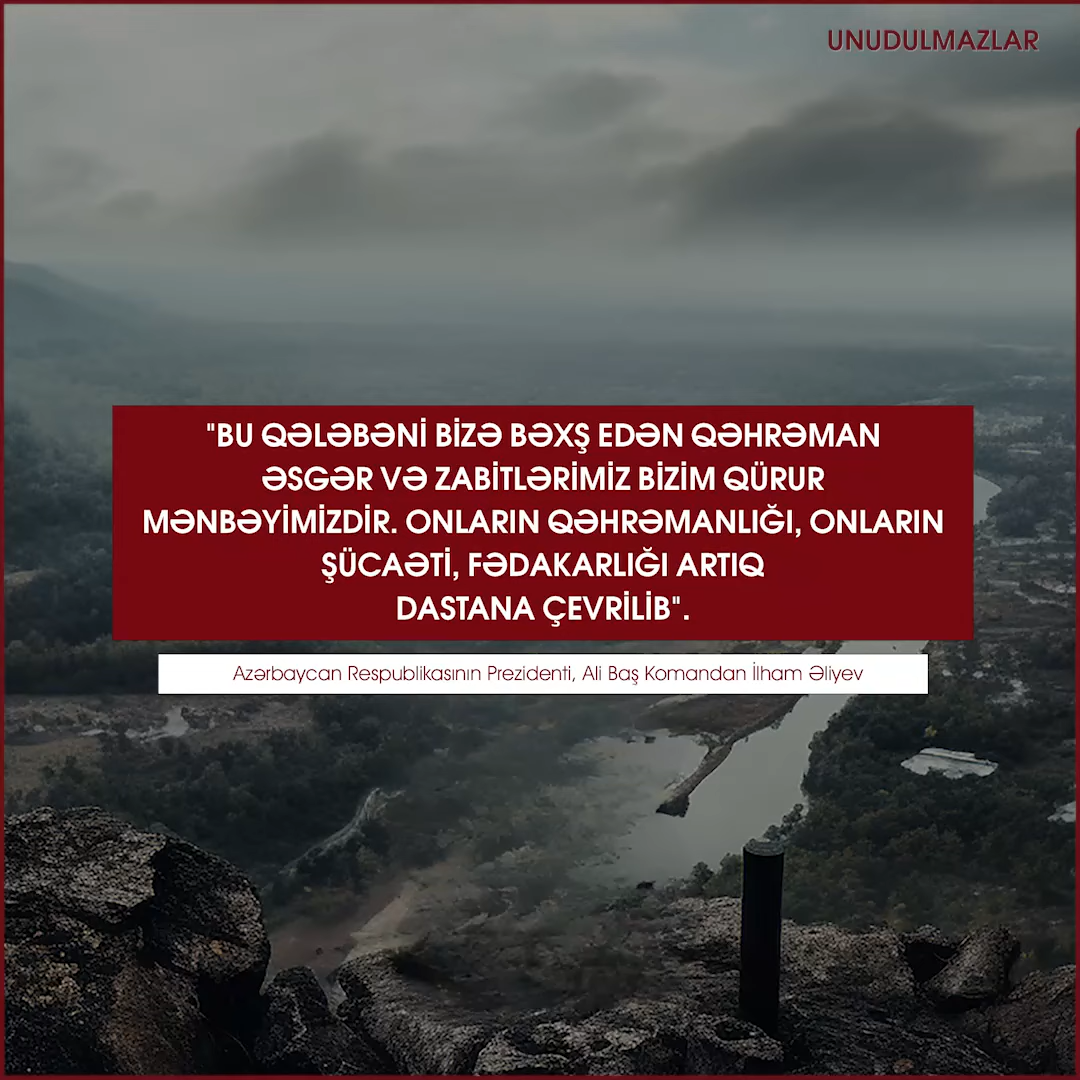 UNUDULMAZLAR
"BU QƏLƏBƏNİ BİZƏ BƏXŞ EDƏN QƏHRƏMAN
ƏSGƏR VƏ ZABİTLƏRİMİZ BİZİM QÜRUR
MƏNBƏYİMİZDİR. ONLARIN QƏHRƏMANLIĞI, ONLARIN
ŞÜCAƏTİ, FƏDAKARLIĞI ARTIQ
DASTANA ÇEVRİLİB".
Azərbaycan Respublikasının Prezidenti, Ali Baş Komandan İlham Əliyev